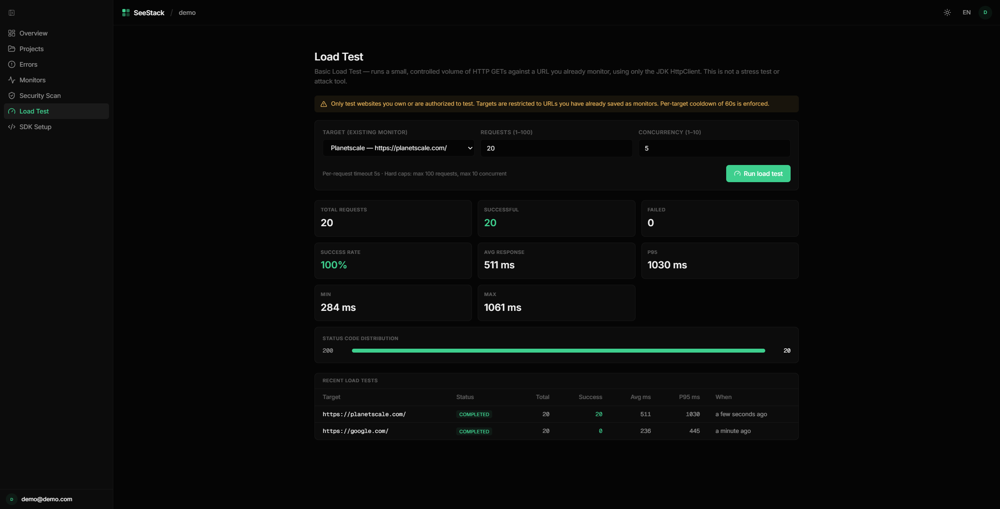 SeeStack / demo
EN
D
Overview
Projects
Errors
Monitors
Security Scan
Load Test
SDK Setup
Load Test
Basic Load Test — runs a small, controlled volume of HTTP GETs against a URL you already monitor, using only the JDK HttpClient. This is not a stress test or
attack tool.
Only test websites you own or are authorized to test. Targets are restricted to URLs you have already saved as monitors. Per-target cooldown of 60s is enforced.
TARGET (EXISTING MONITOR) REQUESTS (1–100) CONCURRENCY (1–10)
Planetscale — https://planetscale.com/ 20 5
Per-request timeout 5s · Hard caps: max 100 requests, max 10 concurrent
Run load test
TOTAL REQUESTS SUCCESSFUL FAILED
20 20 0
SUCCESS RATE AVG RESPONSE P95
100% 511 ms 1030 ms
MIN MAX
284 ms 1061 ms
STATUS CODE DISTRIBUTION
200 20
RECENT LOAD TESTS
Target Status Total Success Avg ms P95 ms When
https://planetscale.com/ COMPLETED 20 20 511 1030 a few seconds ago
https://google.com/ COMPLETED 20 0 236 445 a minute ago
D demo@demo.com